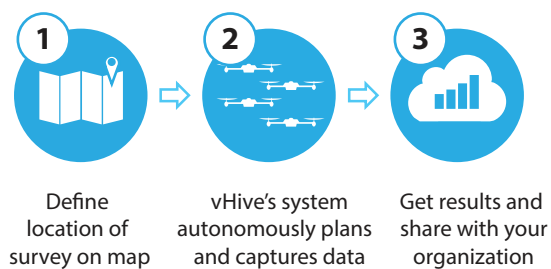 1
Define
location of
survey on map
2
vHive's system
autonomously plans
and captures data
3
Get results and
share with your
organization